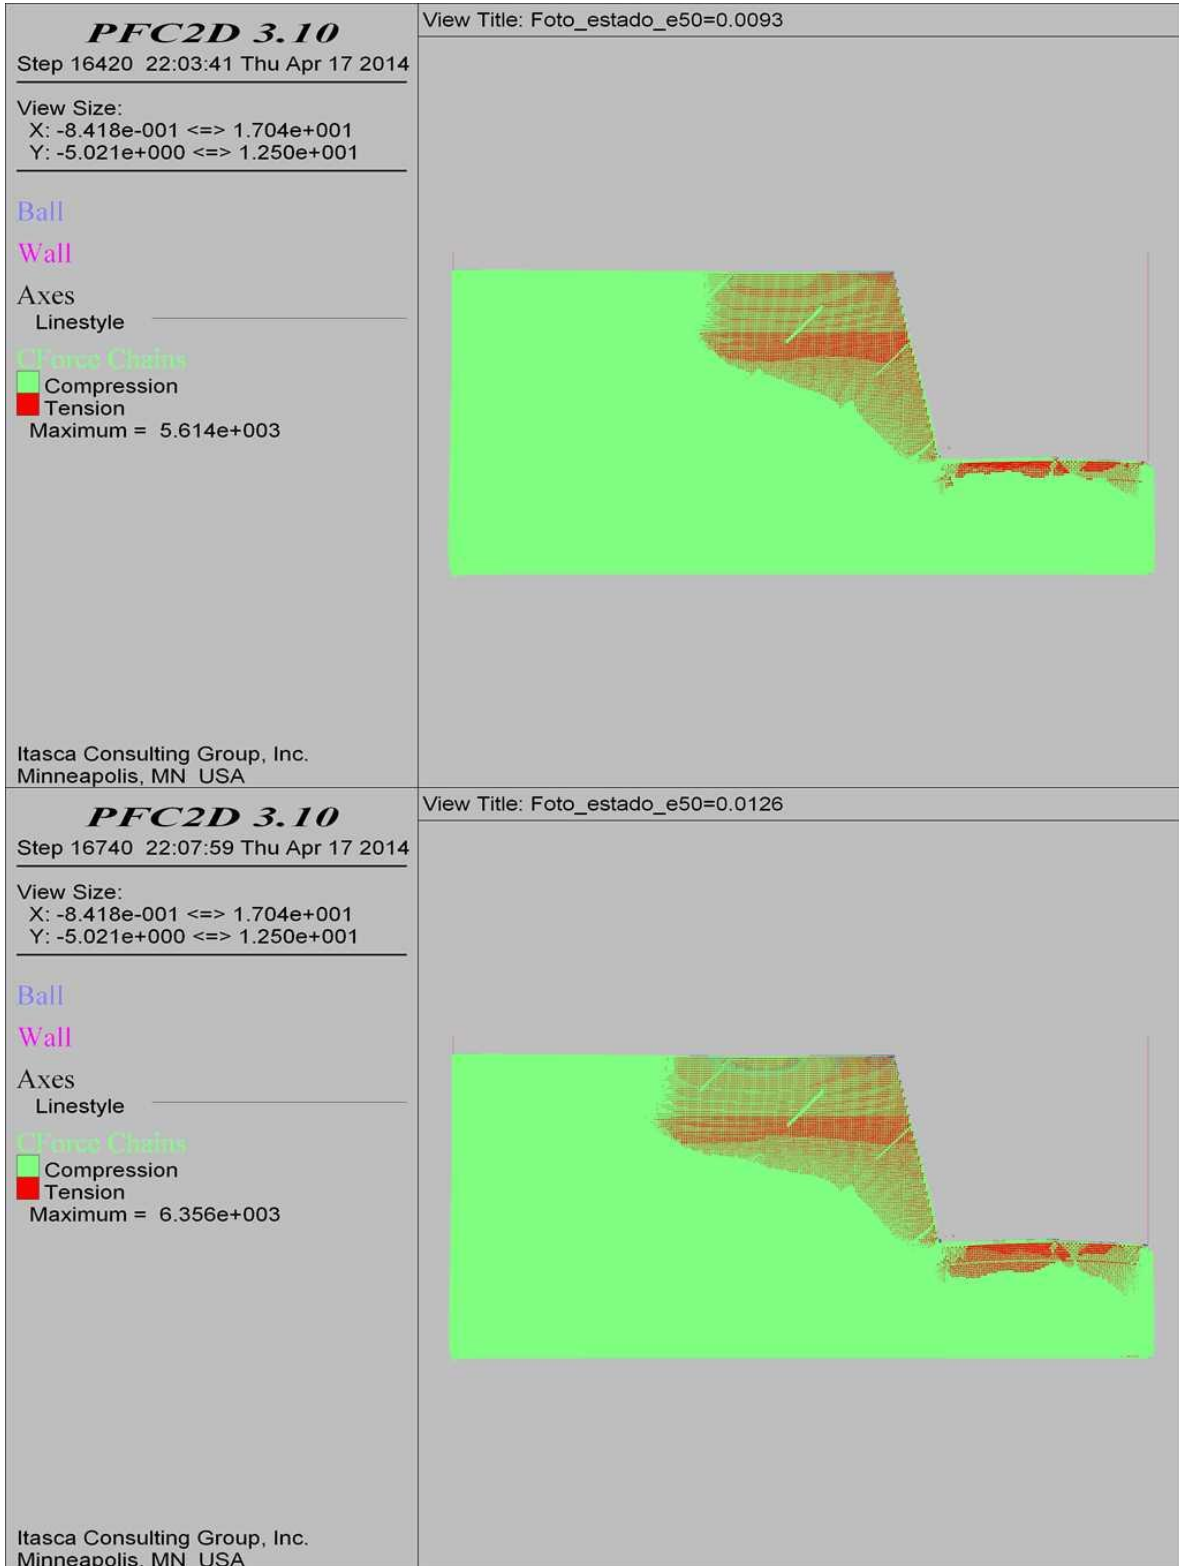 PFC2D 3.10
Step 16420 22:03:41 Thu Apr 17 2014
View Size:
X: -8.418e-001 <=> 1.704e+001
Y: -5.021e+000 <=> 1.250e+001
Ball
Wall
Axes
Linestyle
CForce Chains
Compression
Tension
Maximum = 5.614e+003
Itasca Consulting Group, Inc.
Minneapolis, MN USA
View Title: Foto_estado_e50=0.0093
PFC2D 3.10
Step 16740 22:07:59 Thu Apr 17 2014
View Size:
X: -8.418e-001 <=> 1.704e+001
Y: -5.021e+000 <=> 1.250e+001
Ball
Wall
Axes
Linestyle
CForce Chains
Compression
Tension
Maximum = 6.356e+003
Itasca Consulting Group, Inc.
Minneapolis, MN USA
View Title: Foto_estado_e50=0.0126